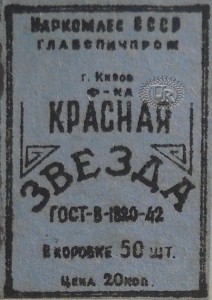 НАРКОМЛЕС СССР
ГЛАВСПИЧПРОМ
г. Киров
Ф-КА
КРАСНАЯ
ЗВЕЗДА
ГОСТ-В-1820-42
В КОРОБКЕ 50 ШТ.
ЦЕНА 20 КОП.